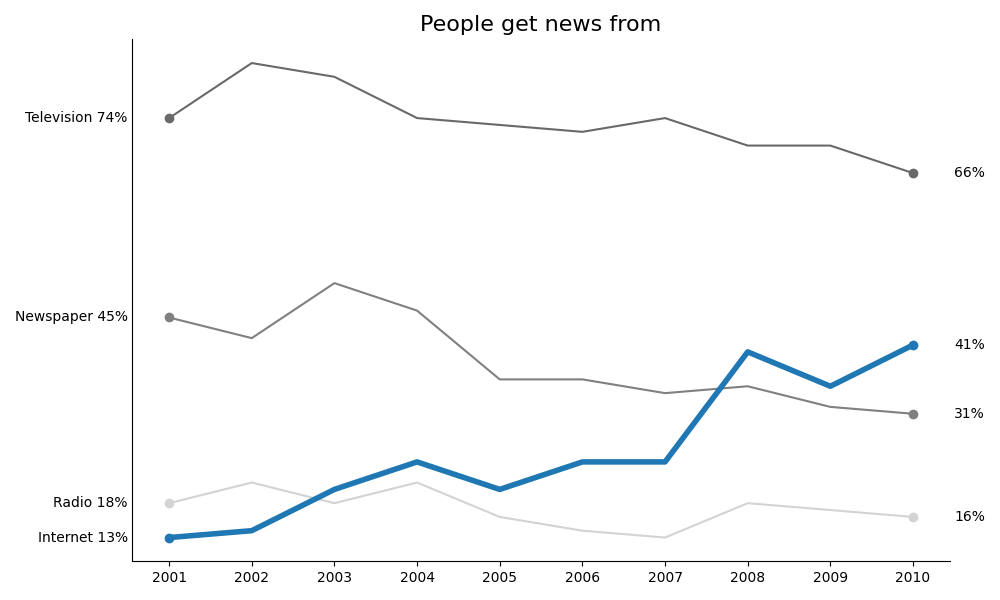 People get news from
Television 74%
66%
Newspaper 45%
41%
31%
Radio 18%
16%
Internet 13%
2001 2002 2003 2004 2005 2006 2007 2008 2009 2010